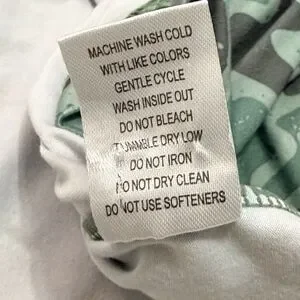 MACHINE WASH COLD
WITH LIKE COLORS
GENTLE CYCLE
WASH INSIDE OUT
DO NOT BLEACH
TUMBLE DRY LOW
DO NOT IRON
DO NOT DRY CLEAN
DO NOT USE SOFTENERS